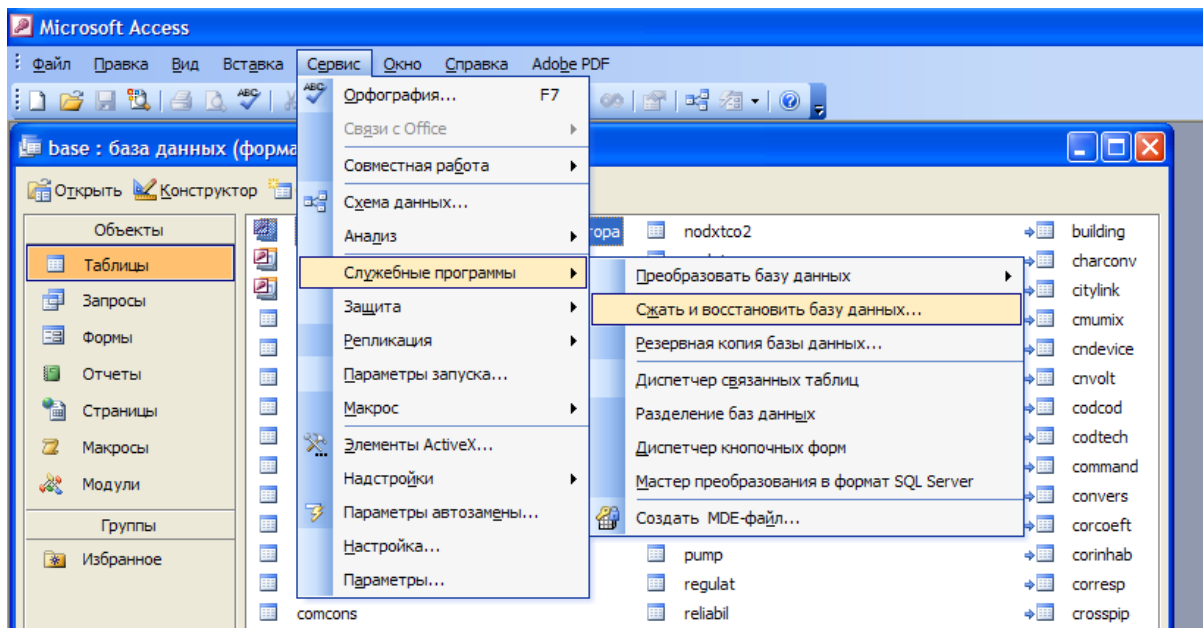 Microsoft Access
Файл Правка Вид Вставка Сервис Окно Справка Adobe PDF
base : база данных (форма
Открыть Конструктор
Объекты
Таблицы
Запросы
Формы
Отчеты
Страницы
Макросы
Модули
Группы
Избранное
Орфография... F7
Связи с Office
Совместная работа
Схема данных...
Анализ
Служебные программы
Защита
Репликация
Параметры запуска...
Макрос
Элементы ActiveX...
Надстройки
Параметры автозамены...
Настройка...
Параметры...
comcons
Преобразовать базу данных
Сжать и восстановить базу данных...
Резервная копия базы данных...
Диспетчер связанных таблиц
Разделение баз данных
Диспетчер кнопочных форм
Мастер преобразования в формат SQL Server
Создать MDE-файл...
nodxtco2
pump
regulat
reliabil
building
charconv
citylink
cmumix
cndevice
cnvolt
codcod
codtech
command
convers
corcoeft
corinhab
corresp
crosspip